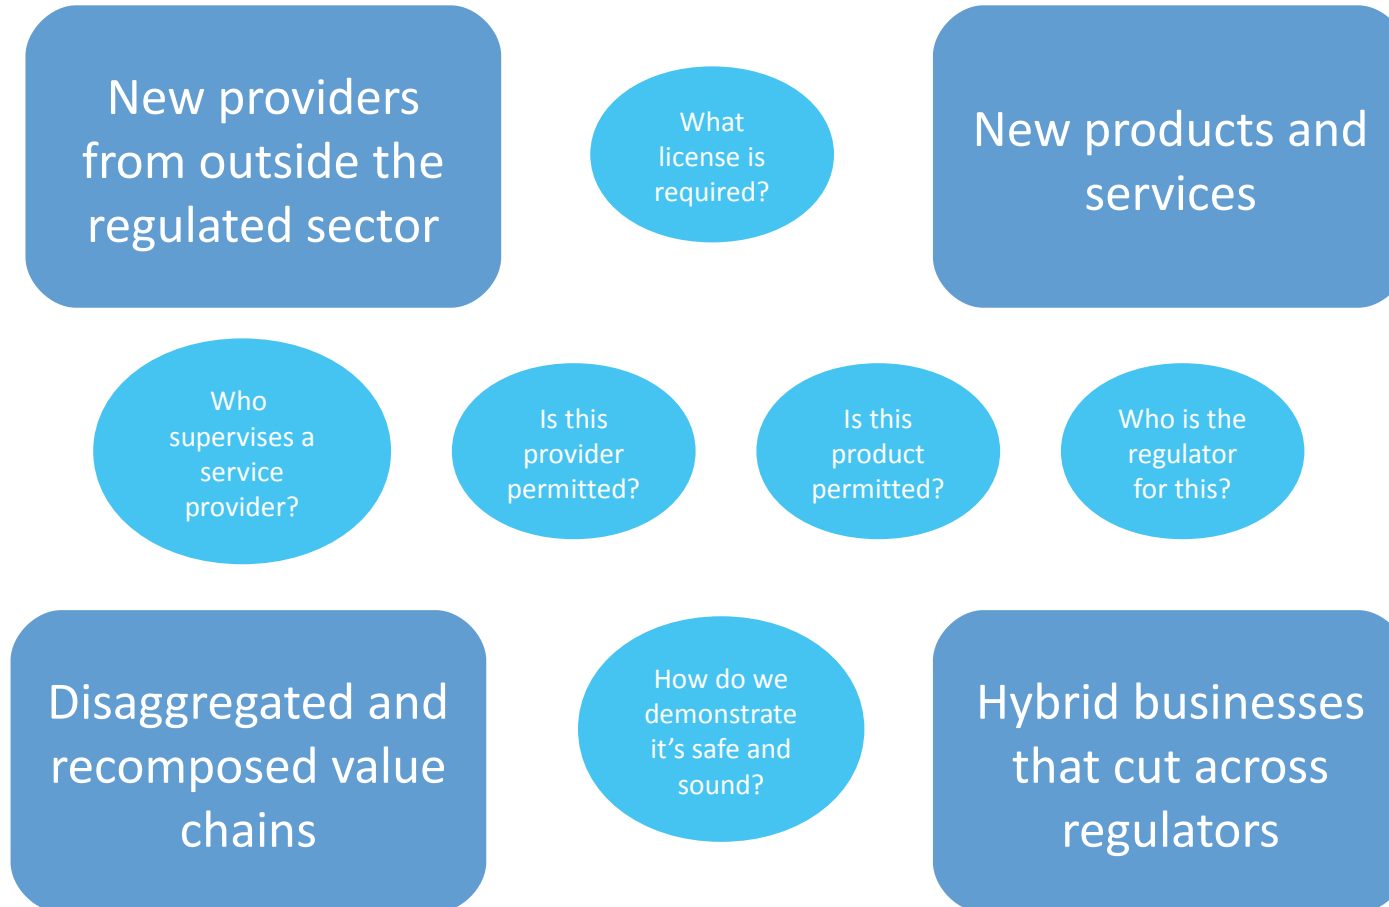 New providers
from outside the
regulated sector
What
license is
required?
New products and
services
Who
supervises a
service
provider?
Is this
provider
permitted?
Is this
product
permitted?
Who is the
regulator
for this?
Disaggregated and
recomposed value
chains
How do we
demonstrate
it’s safe and
sound?
Hybrid businesses
that cut across
regulators